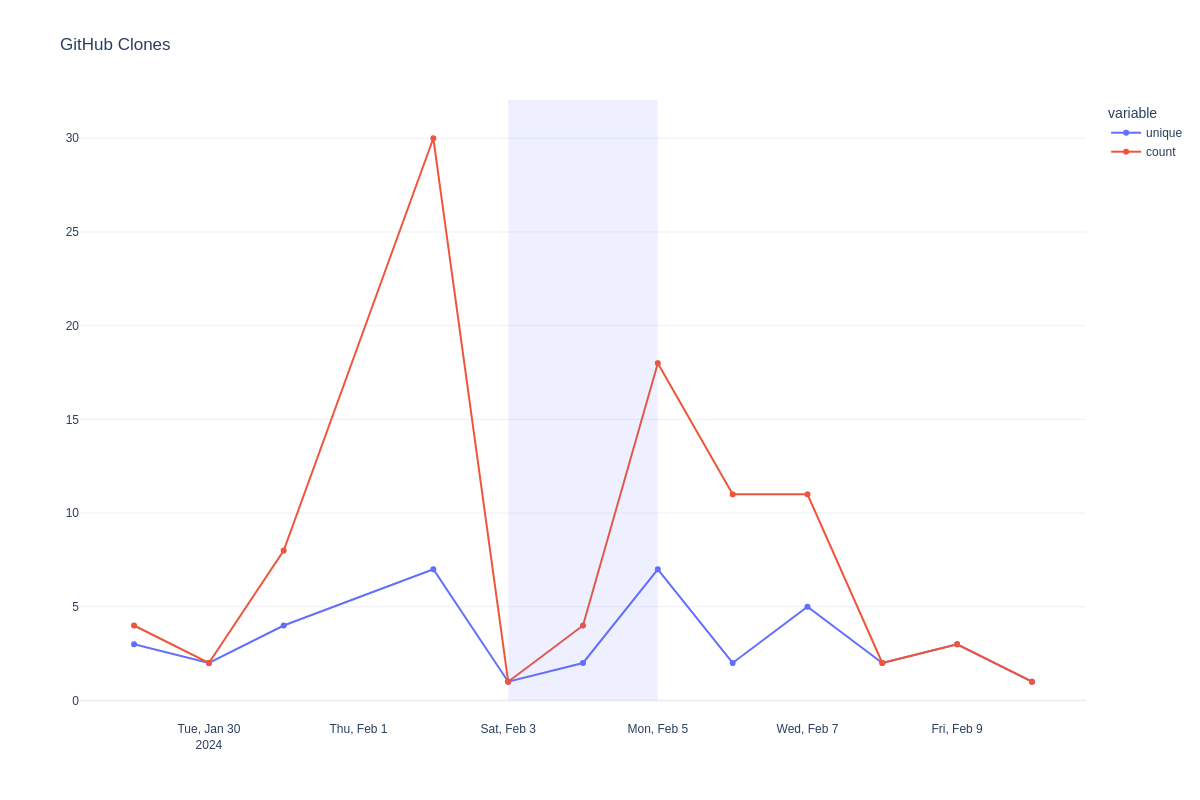 GitHub Clones
variable
unique
count
30
25
20
15
10
5
0
Tue, Jan 30
2024
Thu, Feb 1
Sat, Feb 3
Mon, Feb 5
Wed, Feb 7
Fri, Feb 9